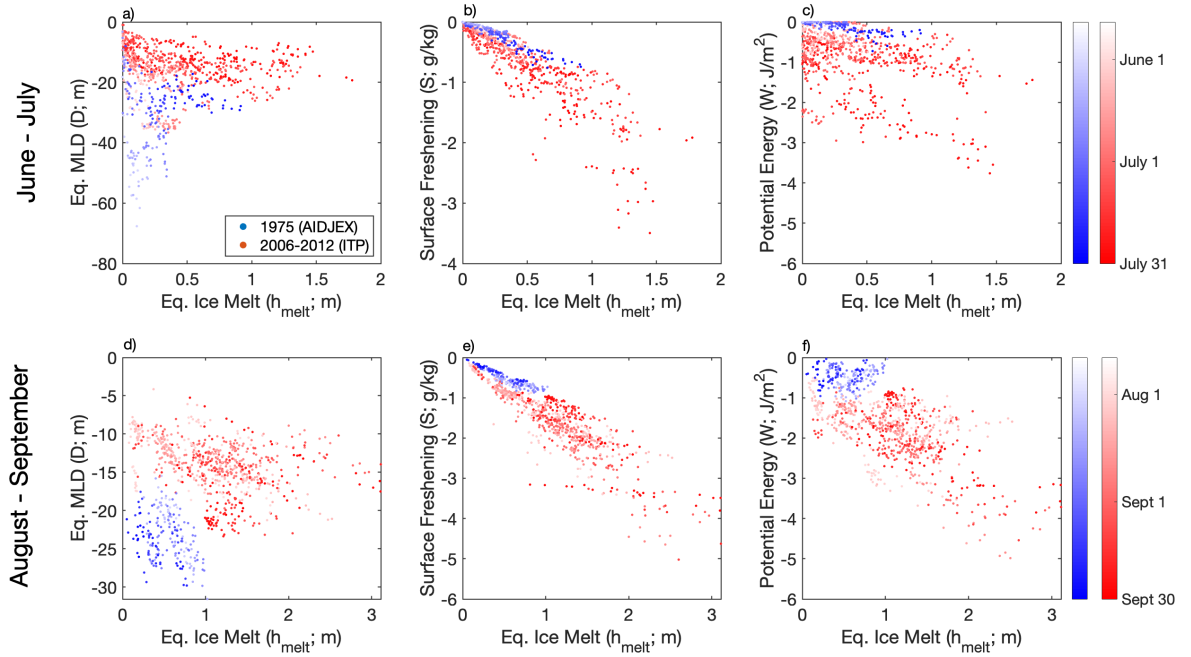 June - July
a)
0
-20
-40
-60
-80
Eq. MLD (D; m)
0 0.5 1 1.5 2
Eq. Ice Melt (hmelt; m)
1975 (AIDJEX)
2006-2012 (ITP)
b)
0
-1
-2
-3
-4
Surface Freshening (S; g/kg)
0 0.5 1 1.5 2
Eq. Ice Melt (hmelt; m)
c)
0
-1
-2
-3
-4
-5
-6
Potential Energy (W; J/m²)
0 0.5 1 1.5 2
Eq. Ice Melt (hmelt; m)
June 1
July 1
July 31
August - September
d)
0
-5
-10
-15
-20
-25
-30
Eq. MLD (D; m)
0 1 2 3
Eq. Ice Melt (hmelt; m)
e)
0
-1
-2
-3
-4
-5
-6
Surface Freshening (S; g/kg)
0 1 2 3
Eq. Ice Melt (hmelt; m)
f)
0
-1
-2
-3
-4
-5
-6
Potential Energy (W; J/m²)
0 1 2 3
Eq. Ice Melt (hmelt; m)
Aug 1
Sept 1
Sept 30